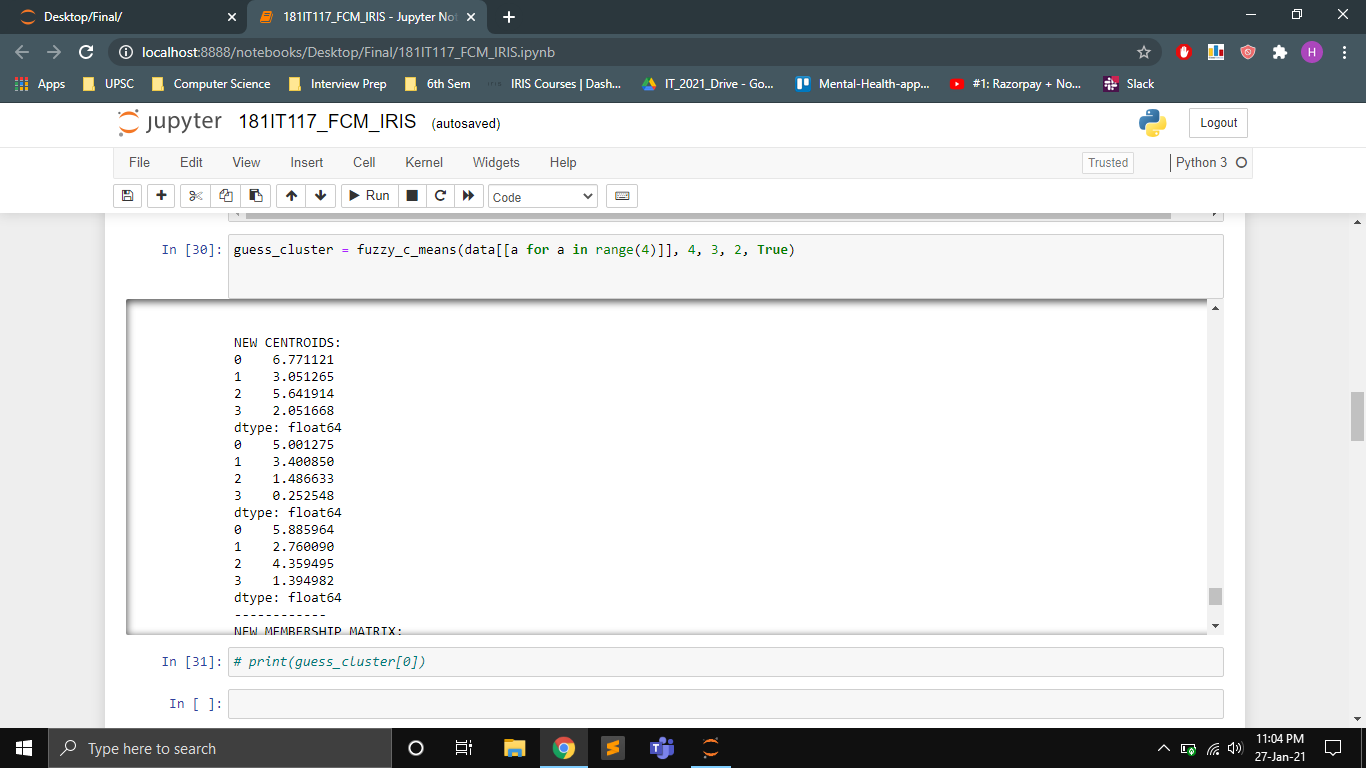 Desktop/Final/
181IT117_FCM_IRIS - Jupyter Not
localhost:8888/notebooks/Desktop/Final/181IT117_FCM_IRIS.ipynb
H
Apps UPSC Computer Science Interview Prep 6th Sem IRIS Courses | Dash... IT_2021_Drive - Go... Mental-Health-app... #1: Razorpay + No... Slack
jupyter 181IT117_FCM_IRIS (autosaved) Logout
File Edit View Insert Cell Kernel Widgets Help Trusted Python 3
Run Code
In [30]: guess_cluster = fuzzy_c_means(data[[a for a in range(4)]], 4, 3, 2, True)
NEW CENTROIDS:
0    6.771121
1    3.051265
2    5.641914
3    2.051668
dtype: float64
0    5.001275
1    3.400850
2    1.486633
3    0.252548
dtype: float64
0    5.885964
1    2.760090
2    4.359495
3    1.394982
dtype: float64
------------
NEW MEMBERSHIP MATRIX:
In [31]: # print(guess_cluster[0])
In [ ]:
Type here to search
11:04 PM
27-Jan-21